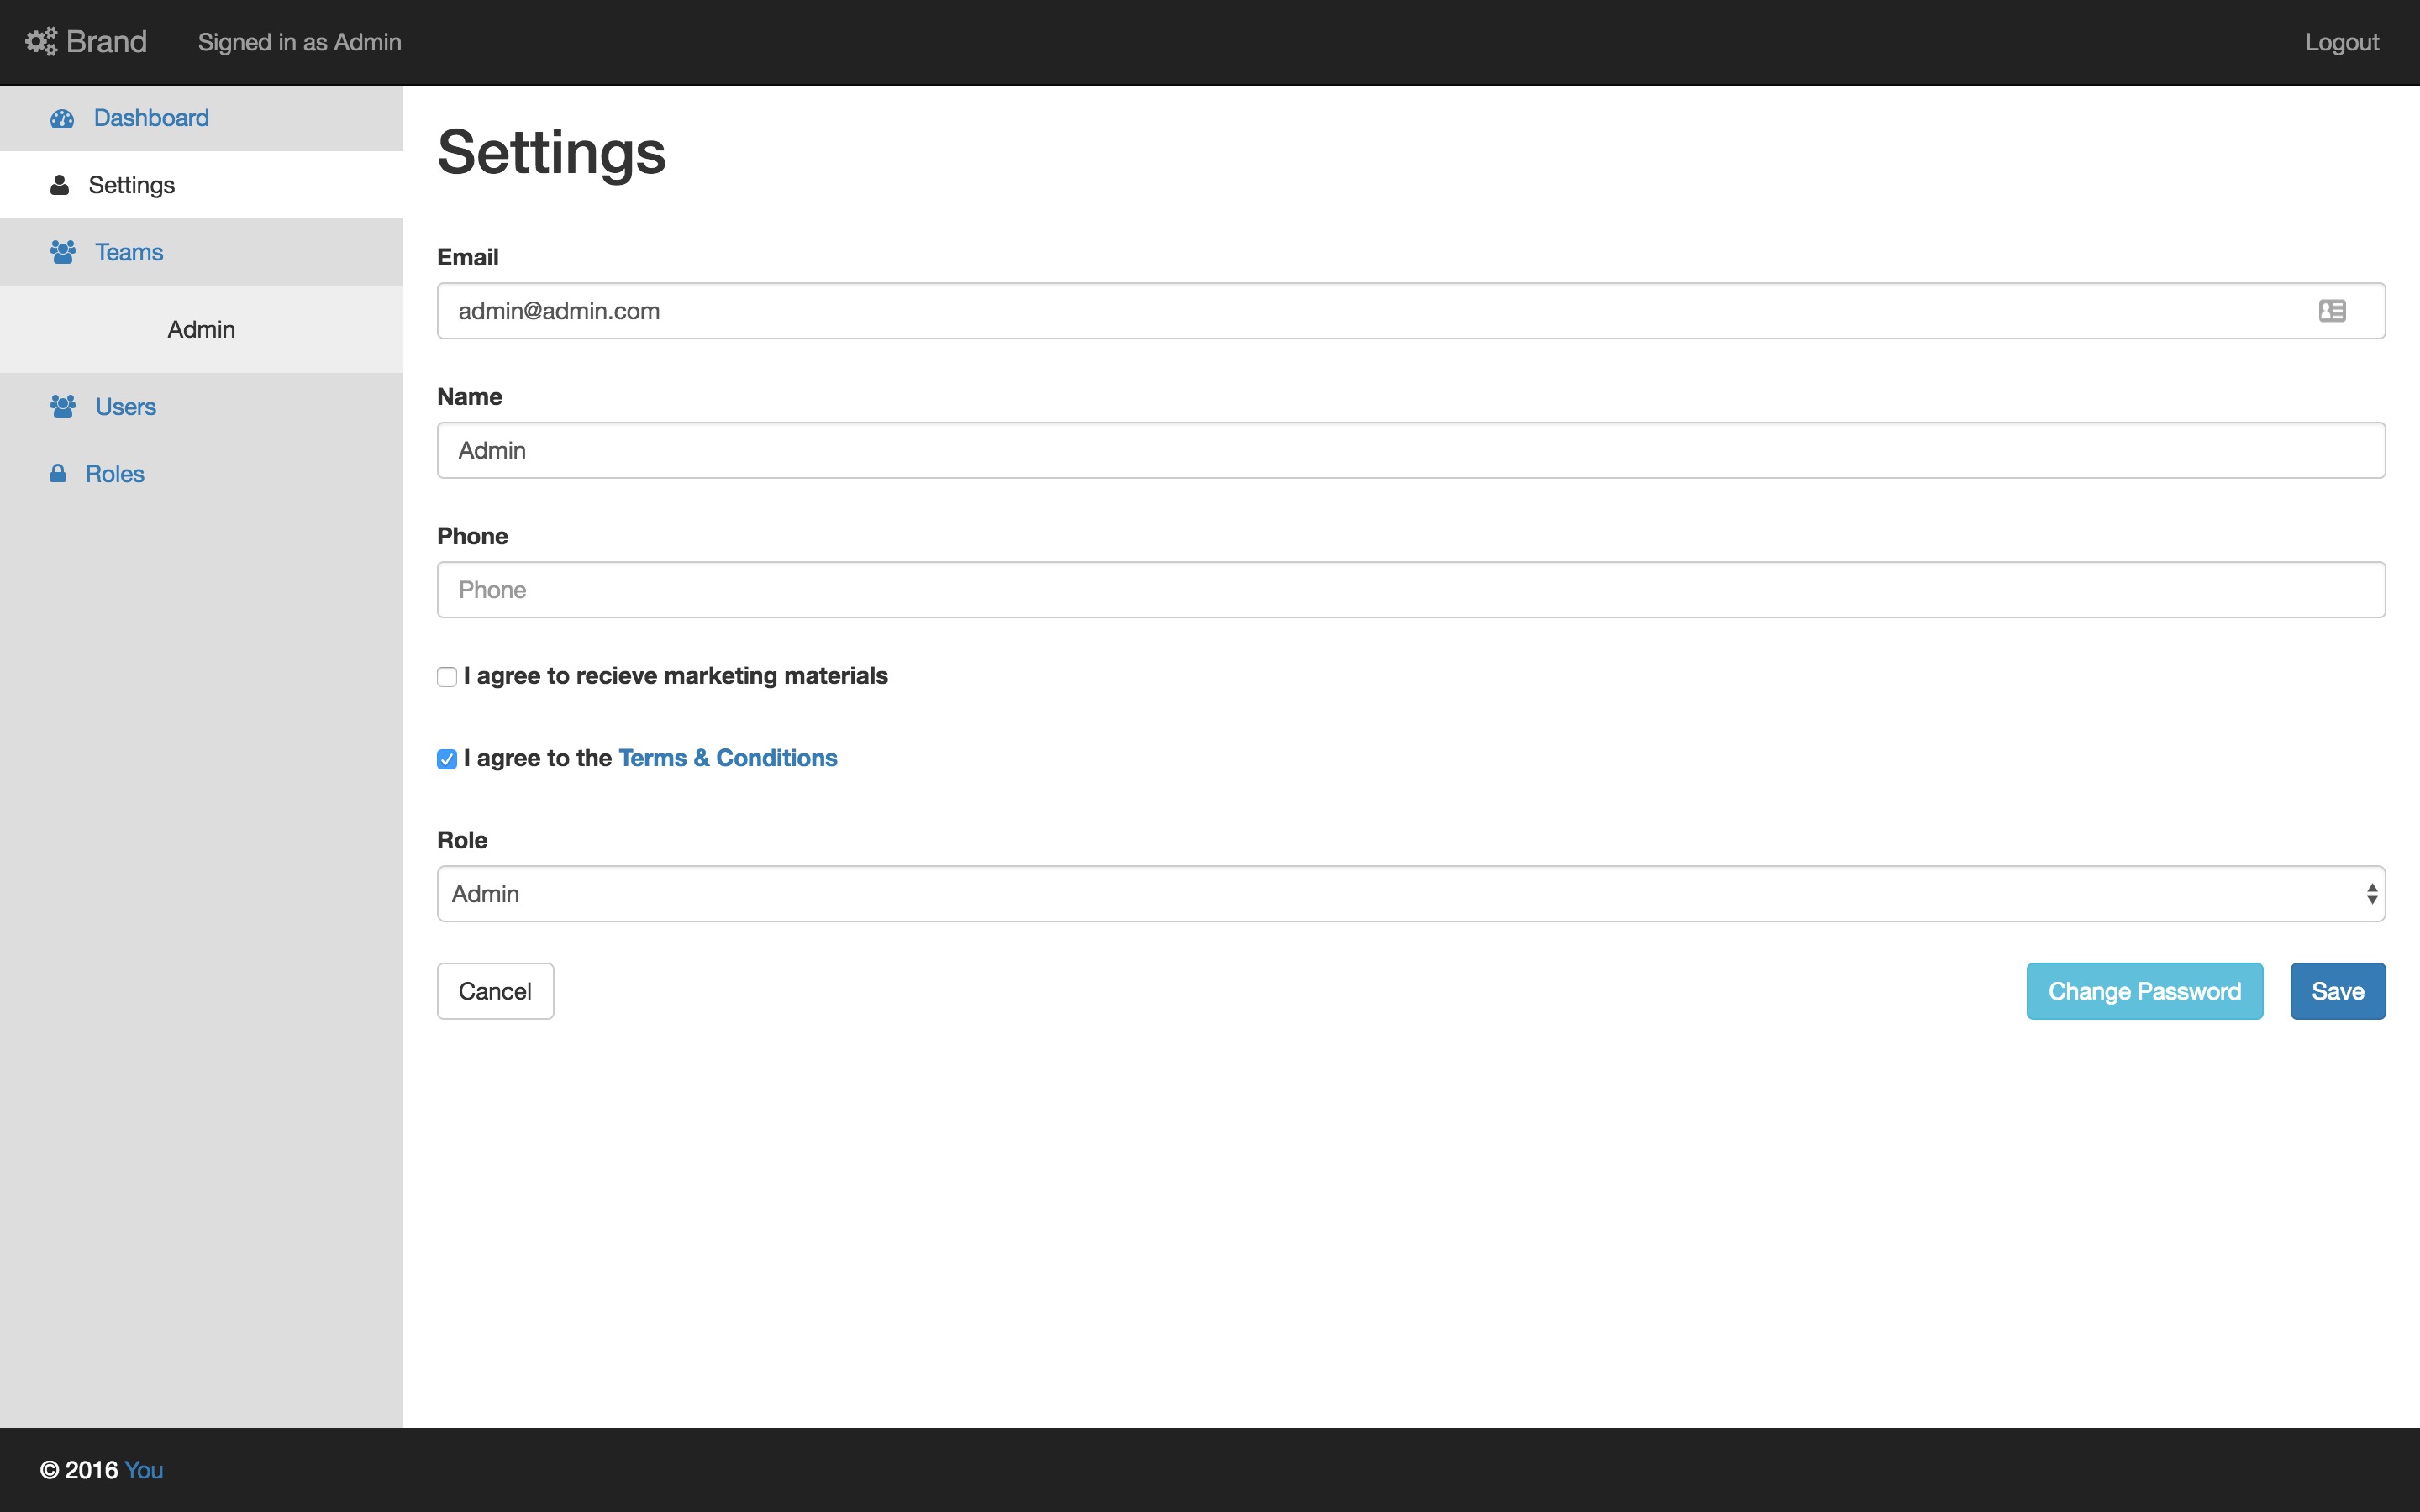 Brand
Signed in as Admin
Logout
Dashboard
Settings
Teams
Admin
Users
Roles
Settings
Email
admin@admin.com
Name
Admin
Phone
Phone
I agree to recieve marketing materials
I agree to the Terms & Conditions
Role
Admin
Cancel
Change Password
Save
© 2016 You